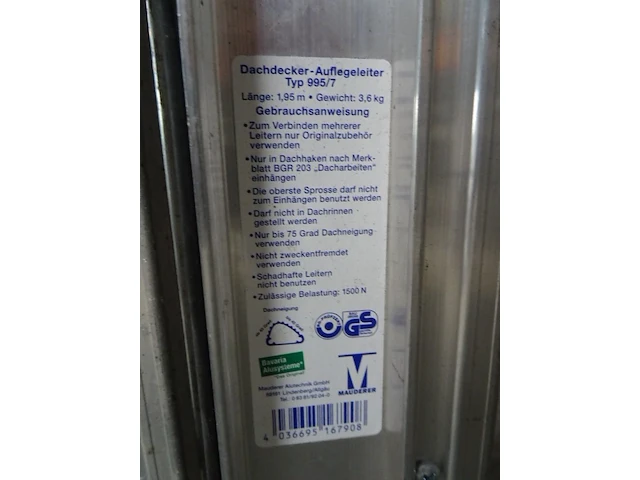 Dachdecker-Auflegeleiter
Typ 995/7
Länge: 1,95 m • Gewicht: 3,6 kg
Gebrauchsanweisung
• Zum Verbinden mehrerer
Leitern nur Originalzubehör
verwenden
• Nur in Dachhaken nach Merk-
blatt BGR 203 „Dacharbeiten"
einhängen
• Die oberste Sprosse darf nicht
zum Einhängen benutzt werden
• Darf nicht in Dachrinnen
gestellt werden
• Nur bis 75 Grad Dachneigung
verwenden
• Nicht zweckentfremdet
verwenden
• Schadhafte Leitern
nicht benutzen
• Zulässige Belastung: 1500 N
Dachneigung
GS
Bavaria
Alusysteme
Das Original
Mauderer Alutechnik GmbH
88161 Lindenberg/Allgäu
MAUDERER
4 036695 167908